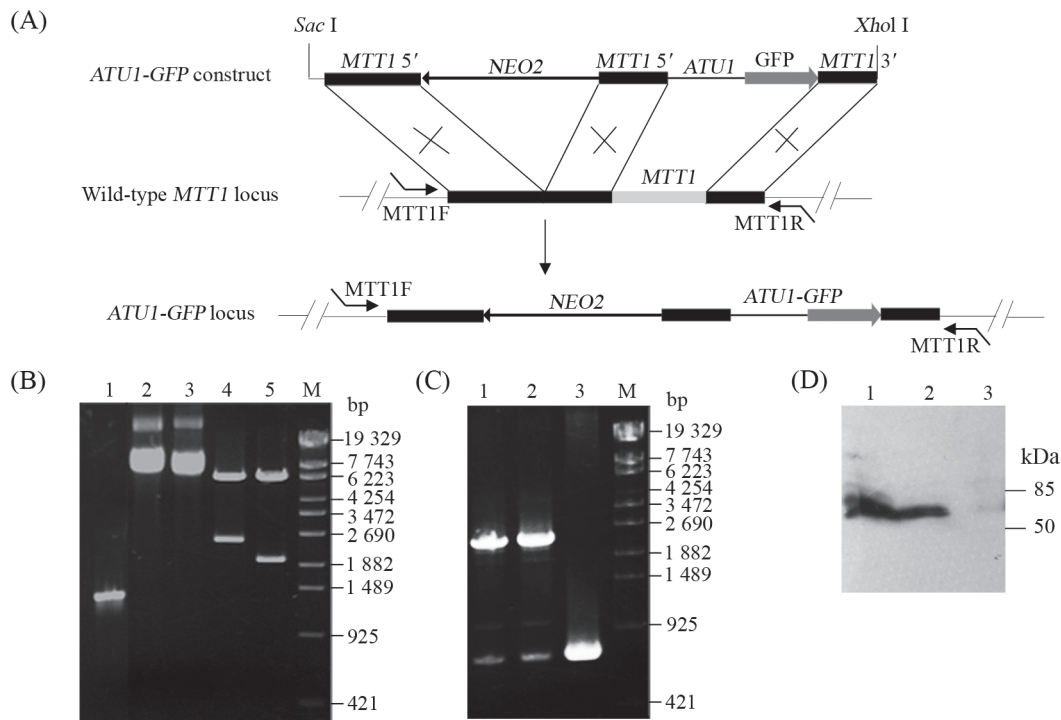 (A)
Sac I
Xhol I
MTT1 5′ NEO2 MTT1 5′ ATU1 GFP MTT1 3′
ATU1-GFP construct
MTT1
Wild-type MTT1 locus
MTT1F
MTT1R
MTT1F
NEO2 ATU1-GFP
ATU1-GFP locus
MTT1R
(B)
1 2 3 4 5 M
bp
19 329
7 743
6 223
4 254
3 472
2 690
1 882
1 489
925
421
(C)
1 2 3 M
bp
19 329
7 743
6 223
4 254
3 472
2 690
1 882
1 489
925
421
(D)
1 2 3
kDa
85
50